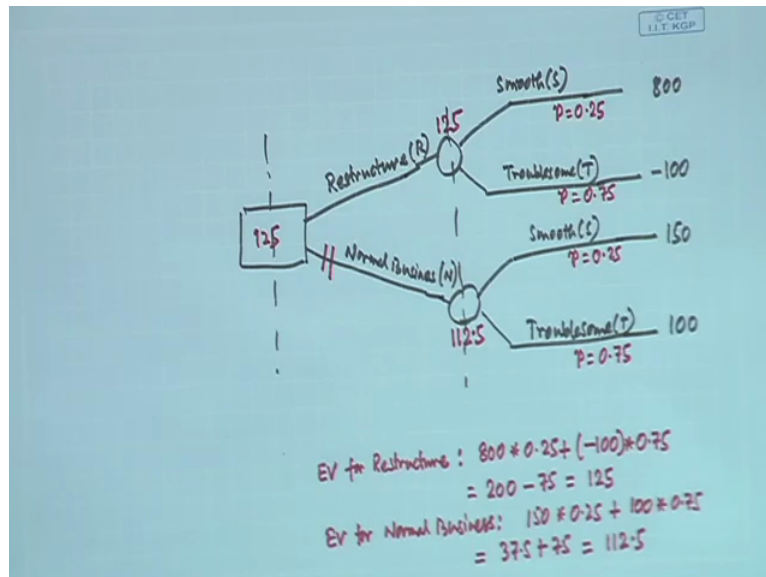 © CET
I.I.T. KGP
Smooth(S)
800
P=0.25
125
Restructure(R)
Troublesome(T)
-100
P=0.75
125
Smooth(S)
150
P=0.25
Normal Business(N)
112.5
Troublesome(T)
100
P=0.75
EV for Restructure: 800*0.25+(-100)*0.75
= 200-75 = 125
EV for Normal Business: 150*0.25+100*0.75
= 37.5+75 = 112.5